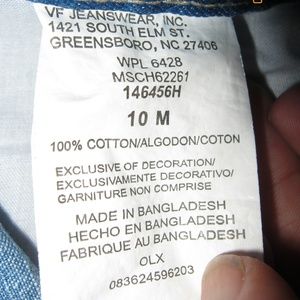 VF JEANSWEAR, INC.
1421 SOUTH ELM ST.
GREENSBORO, NC 27406
WPL 6428
MSCH62261
146456H
10 M
100% COTTON/ALGODON/COTON
EXCLUSIVE OF DECORATION/
EXCLUSIVAMENTE DECORATIVO/
GARNITURE NON COMPRISE
MADE IN BANGLADESH
HECHO EN BANGLADESH
FABRIQUE AU BANGLADESH
OLX
083624596203